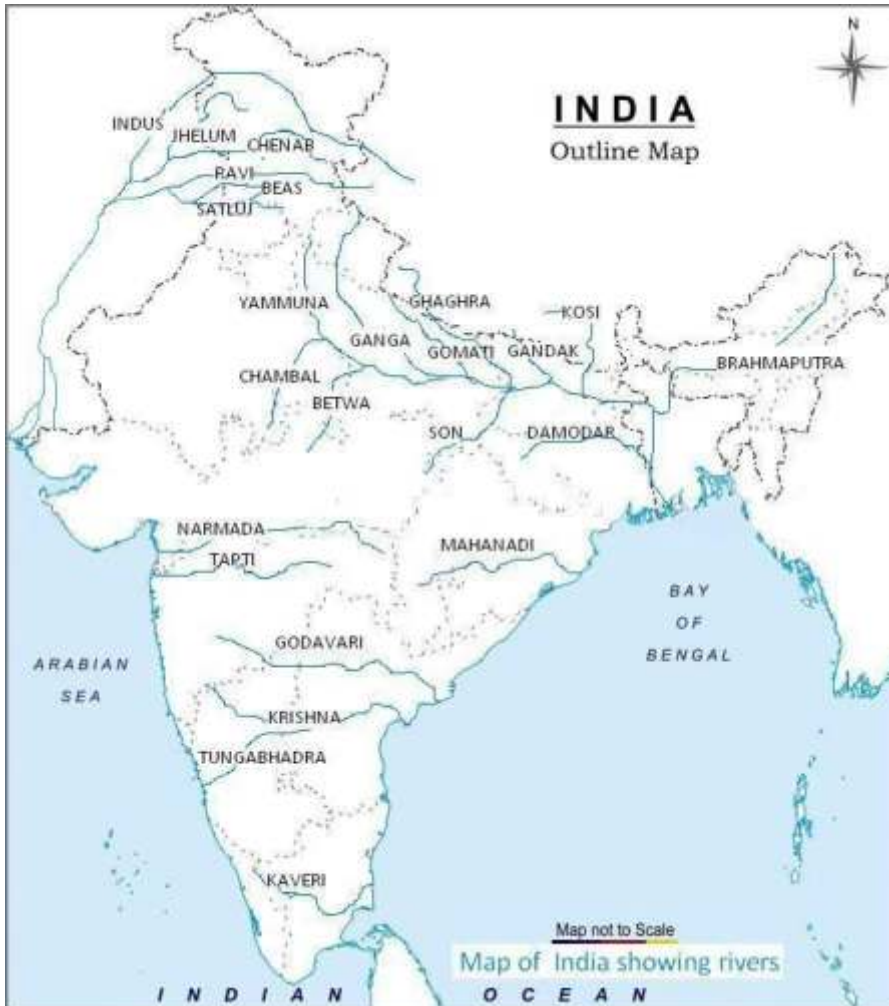 N
INDIA
Outline Map
INDUS
JHELUM
CHENAB
RAVI
BEAS
SATLUJ
YAMMUNA
GHAGHRA
KOSI
GANGA
GOMATI
GANDAK
BRAHMAPUTRA
CHAMBAL
BETWA
SON
DAMODAR
NARMADA
TAPTI
MAHANADI
BAY
OF
BENGAL
GODAVARI
ARABIAN
SEA
KRISHNA
TUNGABHADRA
KAVERI
Map not to Scale
Map of India showing rivers
INDIAN OCEAN